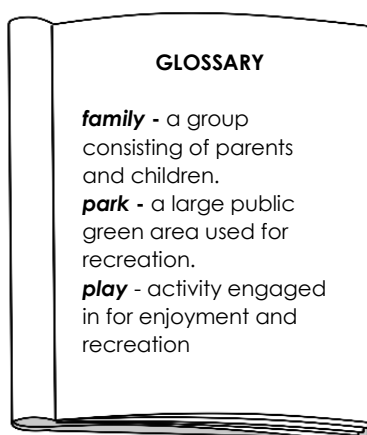 GLOSSARY
family - a group
consisting of parents
and children.
park - a large public
green area used for
recreation.
play - activity engaged
in for enjoyment and
recreation